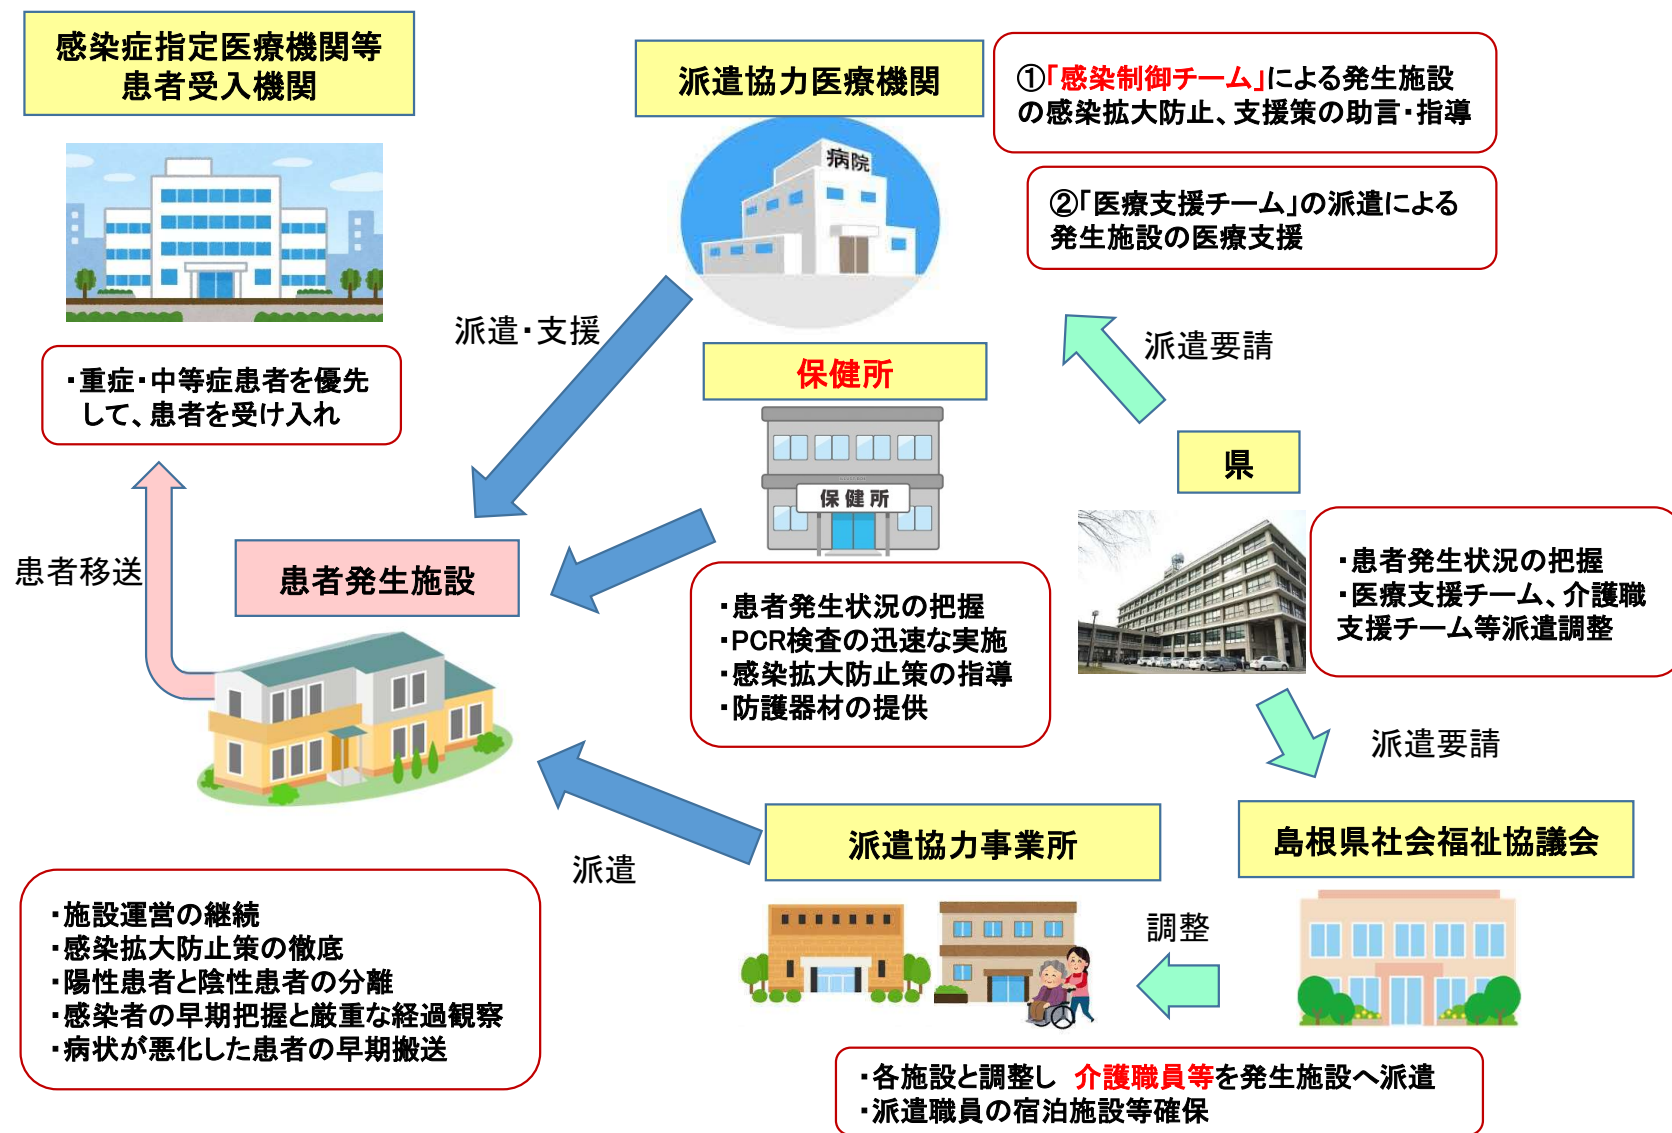 感染症指定医療機関等
患者受入機関
派遣協力医療機関
①「感染制御チーム」による発生施設
の感染拡大防止、支援策の助言・指導
病院
②「医療支援チーム」の派遣による
発生施設の医療支援
派遣・支援
派遣要請
・重症・中等症患者を優先
して、患者を受け入れ
保健所
保健所
県
患者移送
患者発生施設
・患者発生状況の把握
・PCR検査の迅速な実施
・感染拡大防止策の指導
・防護器材の提供
・患者発生状況の把握
・医療支援チーム、介護職
支援チーム等派遣調整
派遣要請
派遣
派遣協力事業所
島根県社会福祉協議会
調整
・施設運営の継続
・感染拡大防止策の徹底
・陽性患者と陰性患者の分離
・感染者の早期把握と厳重な経過観察
・病状が悪化した患者の早期搬送
・各施設と調整し 介護職員等を発生施設へ派遣
・派遣職員の宿泊施設等確保